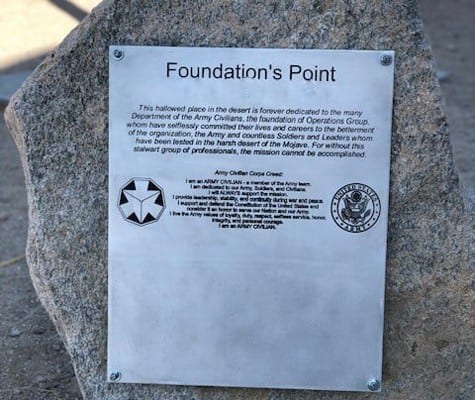 Foundation's Point
This hallowed place in the desert is forever dedicated to the many
Department of the Army Civilians, the foundation of Operations Group,
whom have selflessly committed their lives and careers to the betterment
of the organization, the Army and countless Soldiers and Leaders whom
have been tested in the harsh desert of the Mojave. For without this
stalwart group of professionals, the mission cannot be accomplished.
Army Civilian Corps Creed:
I am an ARMY CIVILIAN - a member of the Army team.
I am dedicated to our Army, Soldiers, and Civilians.
I will ALWAYS support the mission.
I provide leadership, stability, and continuity during war and peace.
I support and defend the Constitution of the United States and
consider it an honor to serve our Nation and our Army.
I live the Army values of loyalty, duty, respect, selfless service, honor,
integrity, and personal courage.
I am an ARMY CIVILIAN.
UNITED STATES
ARMY